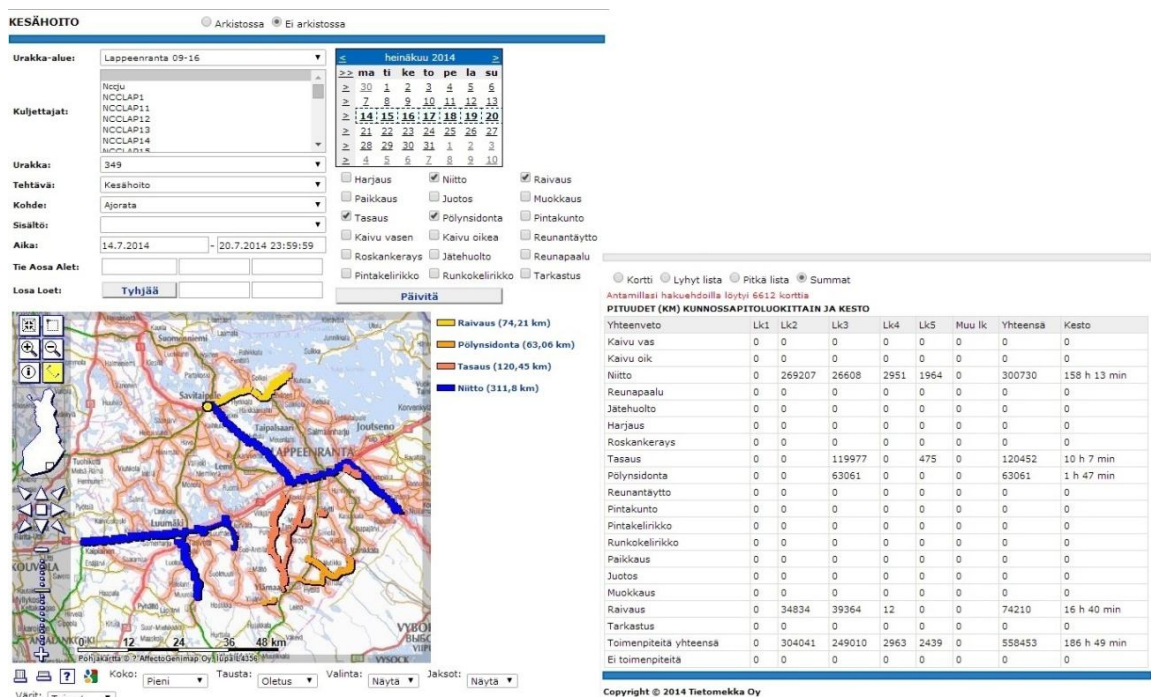 KESÄHOITO Arkistossa Ei arkistossa
Urakka-alue: Lappeenranta 09-16
Kuljettajat:
Nccju
NCCLAP1
NCCLAP11
NCCLAP12
NCCLAP13
NCCLAP14
NCCLAP15
Urakka: 349
Tehtävä: Kesähoito
Kohde: Ajorata
Sisältö:
Aika: 14.7.2014 - 20.7.2014 23:59:59
Tie Aosa Alet:
Losa Loet: Tyhjää
< heinäkuu 2014 >
>> ma ti ke to pe la su
> 30 1 2 3 4 5 6
> 7 8 9 10 11 12 13
> 14 15 16 17 18 19 20
> 21 22 23 24 25 26 27
> 28 29 30 31 1 2 3
> 4 5 6 7 8 9 10
Harjaus Niitto Raivaus
Paikkaus Juotos Muokkaus
Tasaus Pölynsidonta Pintakunto
Kaivu vasen Kaivu oikea Reunantäytto
Roskankerays Jätehuolto Reunapaalu
Pintakelirikko Runkokelirikko Tarkastus
Päivitä
Raivaus (74,21 km)
Pölynsidonta (63,06 km)
Tasaus (120,45 km)
Niitto (311,8 km)
Suomenniemi
Savitaipale
Taipalsaari
Joutseno
LAPPEENRANTA
Lemi
Luumäki
KOUVOLA
Ylämaa
0 12 24 36 48 km
Pohjakartta © ? AffectoGenimap Oy, lupa L4356
Koko: Pieni Tausta: Oletus Valinta: Näytä Jaksot: Näytä
Värit:
Kortti Lyhyt lista Pitkä lista Summat
Antamillasi hakuehdoilla löytyi 6612 korttia
PITUUDET (KM) KUNNOSSAPITOLUOKITTAIN JA KESTO
Yhteenveto Lk1 Lk2 Lk3 Lk4 Lk5 Muu lk Yhteensä Kesto
Kaivu vas 0 0 0 0 0 0 0 0
Kaivu oik 0 0 0 0 0 0 0 0
Niitto 0 269207 26608 2951 1964 0 300730 158 h 13 min
Reunapaalu 0 0 0 0 0 0 0 0
Jätehuolto 0 0 0 0 0 0 0 0
Harjaus 0 0 0 0 0 0 0 0
Roskankerays 0 0 0 0 0 0 0 0
Tasaus 0 0 119977 0 475 0 120452 10 h 7 min
Pölynsidonta 0 0 63061 0 0 0 63061 1 h 47 min
Reunantäytto 0 0 0 0 0 0 0 0
Pintakunto 0 0 0 0 0 0 0 0
Pintakelirikko 0 0 0 0 0 0 0 0
Runkokelirikko 0 0 0 0 0 0 0 0
Paikkaus 0 0 0 0 0 0 0 0
Juotos 0 0 0 0 0 0 0 0
Muokkaus 0 0 0 0 0 0 0 0
Raivaus 0 34834 39364 12 0 0 74210 16 h 40 min
Tarkastus 0 0 0 0 0 0 0 0
Toimenpiteitä yhteensä 0 304041 249010 2963 2439 0 558453 186 h 49 min
Ei toimenpiteitä 0 0 0 0 0 0 0 0
Copyright © 2014 Tietomekka Oy